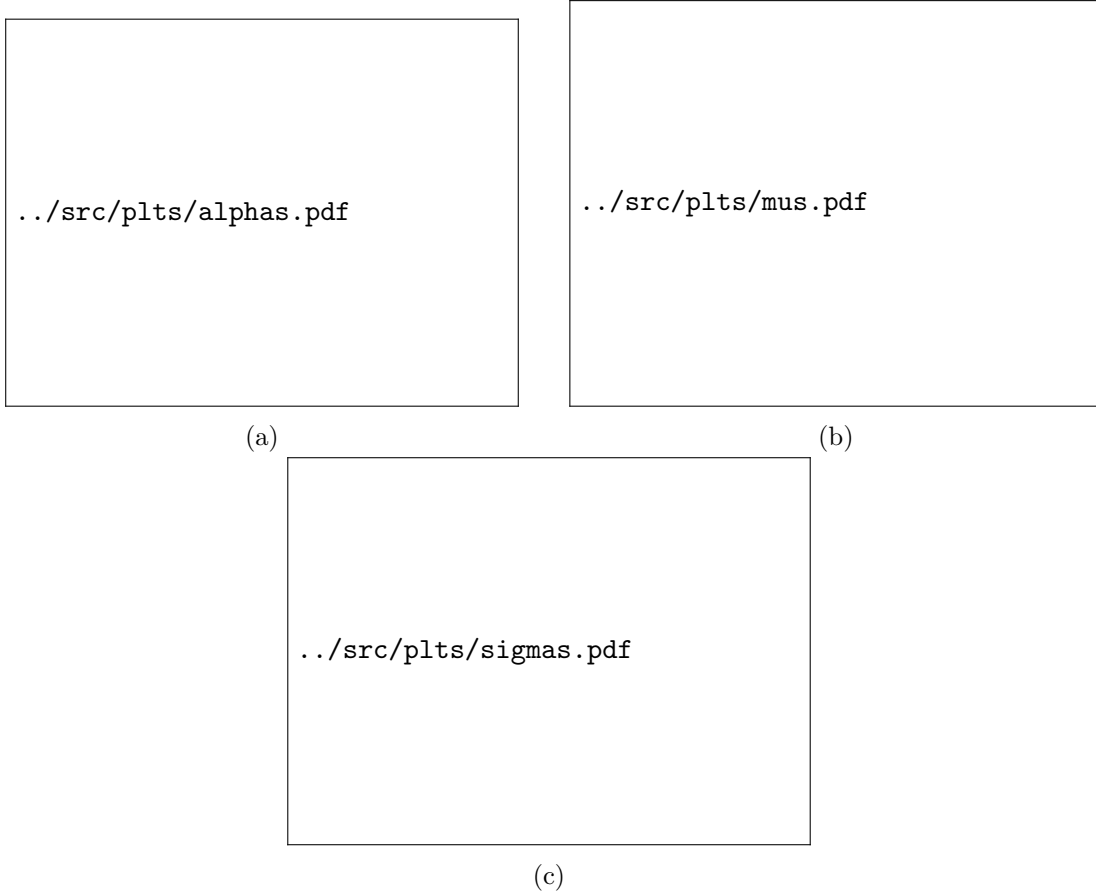 ../src/plts/alphas.pdf
../src/plts/mus.pdf
(a)
(b)
../src/plts/sigmas.pdf
(c)